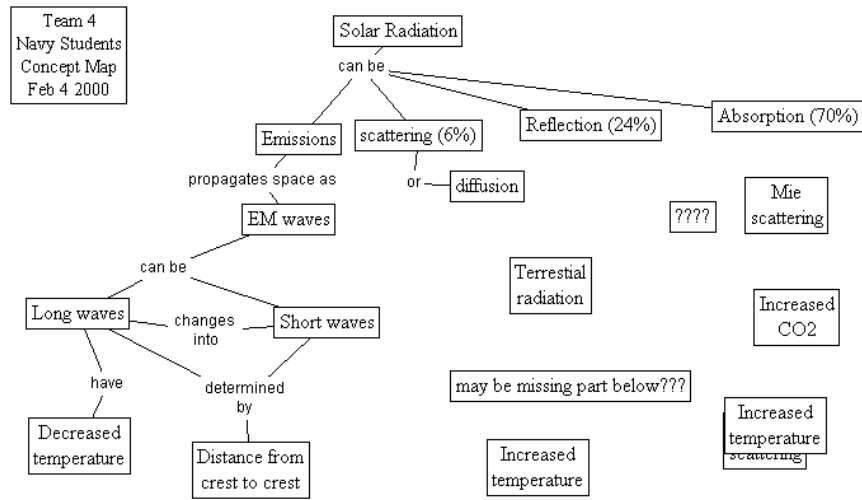 Team 4
Navy Students
Concept Map
Feb 4 2000
Solar Radiation
can be
Emissions
scattering (6%)
Reflection (24%)
Absorption (70%)
propagates space as
or
diffusion
Mie
scattering
????
EM waves
can be
Terrestial
radiation
Long waves
changes
into
Short waves
Increased
CO2
have
determined
by
may be missing part below???
Decreased
temperature
Distance from
crest to crest
Increased
temperature
Increased
temperature
scattering